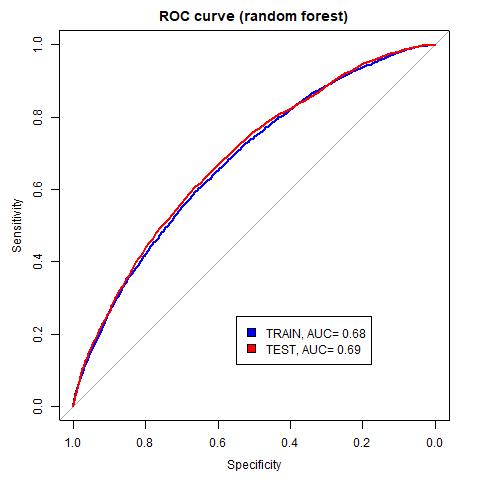 ROC curve (random forest)
Sensitivity
1.0
0.8
0.6
0.4
0.2
0.0
TRAIN, AUC= 0.68
TEST, AUC= 0.69
1.0 0.8 0.6 0.4 0.2 0.0
Specificity